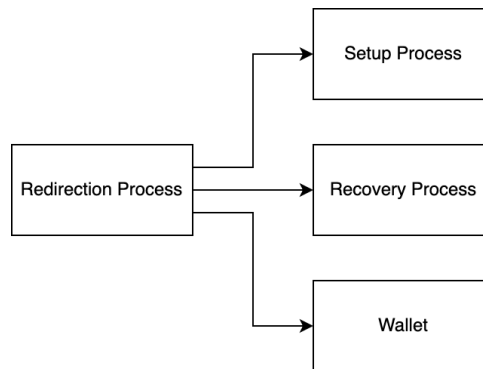 Setup Process
Redirection Process
Recovery Process
Wallet